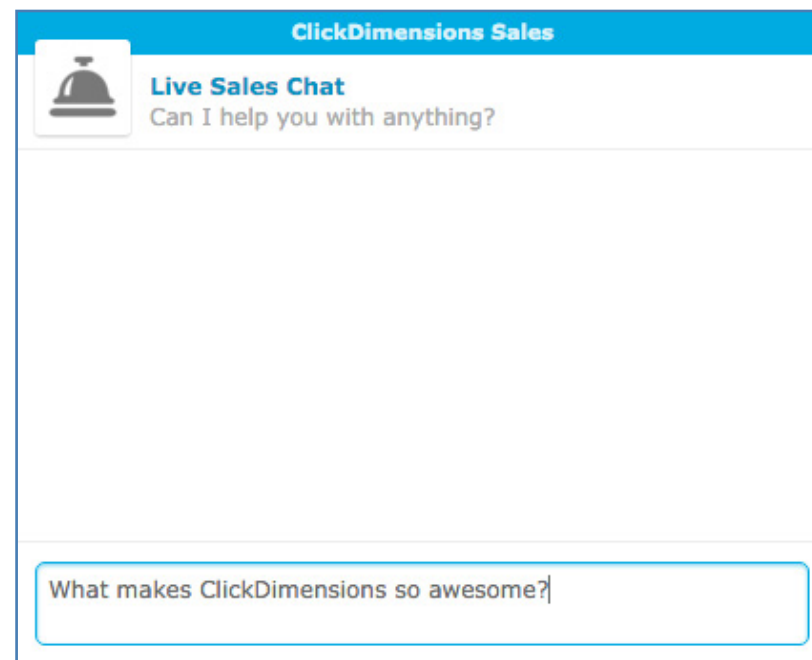 ClickDimensions Sales
Live Sales Chat
Can I help you with anything?
What makes ClickDimensions so awesome?